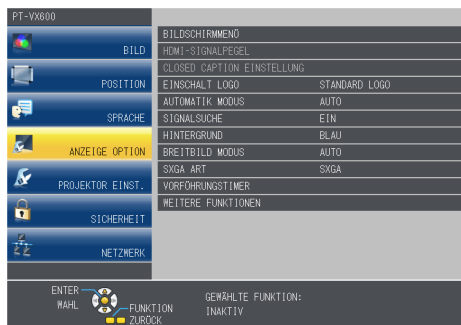 PT-VX600
BILD
POSITION
SPRACHE
ANZEIGE OPTION
PROJEKTOR EINST.
SICHERHEIT
NETZWERK
BILDSCHIRMMENÜ
HDMI-SIGNALPEGEL
CLOSED CAPTION EINSTELLUNG
EINSCHALT LOGO STANDARD LOGO
AUTOMATIK MODUS AUTO
SIGNALSUCHE EIN
HINTERGRUND BLAU
BREITBILD MODUS AUTO
SXGA ART SXGA
VORFÜHRUNGSTIMER
WEITERE FUNKTIONEN
ENTER
WAHL
FUNKTION
ZURÜCK
GEWÄHLTE FUNKTION:
INAKTIV